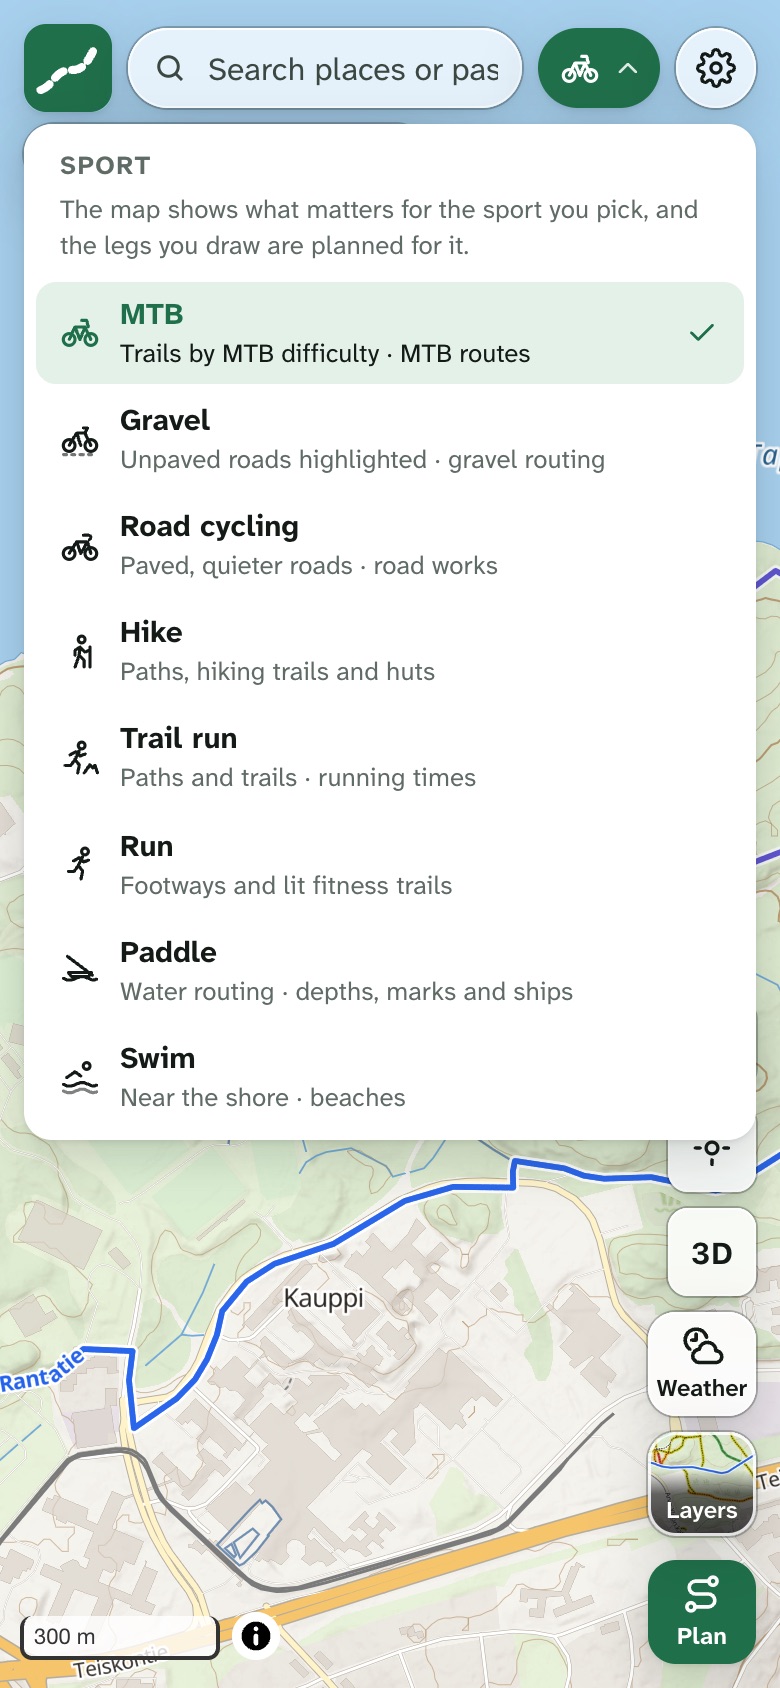 Search places or pas
SPORT
The map shows what matters for the sport you pick, and
the legs you draw are planned for it.
MTB
Trails by MTB difficulty · MTB routes
Gravel
Unpaved roads highlighted · gravel routing
Road cycling
Paved, quieter roads · road works
Hike
Paths, hiking trails and huts
Trail run
Paths and trails · running times
Run
Footways and lit fitness trails
Paddle
Water routing · depths, marks and ships
Swim
Near the shore · beaches
3D
Kauppi
Rantatie
Weather
Layers
Plan
300 m
Teiskontie